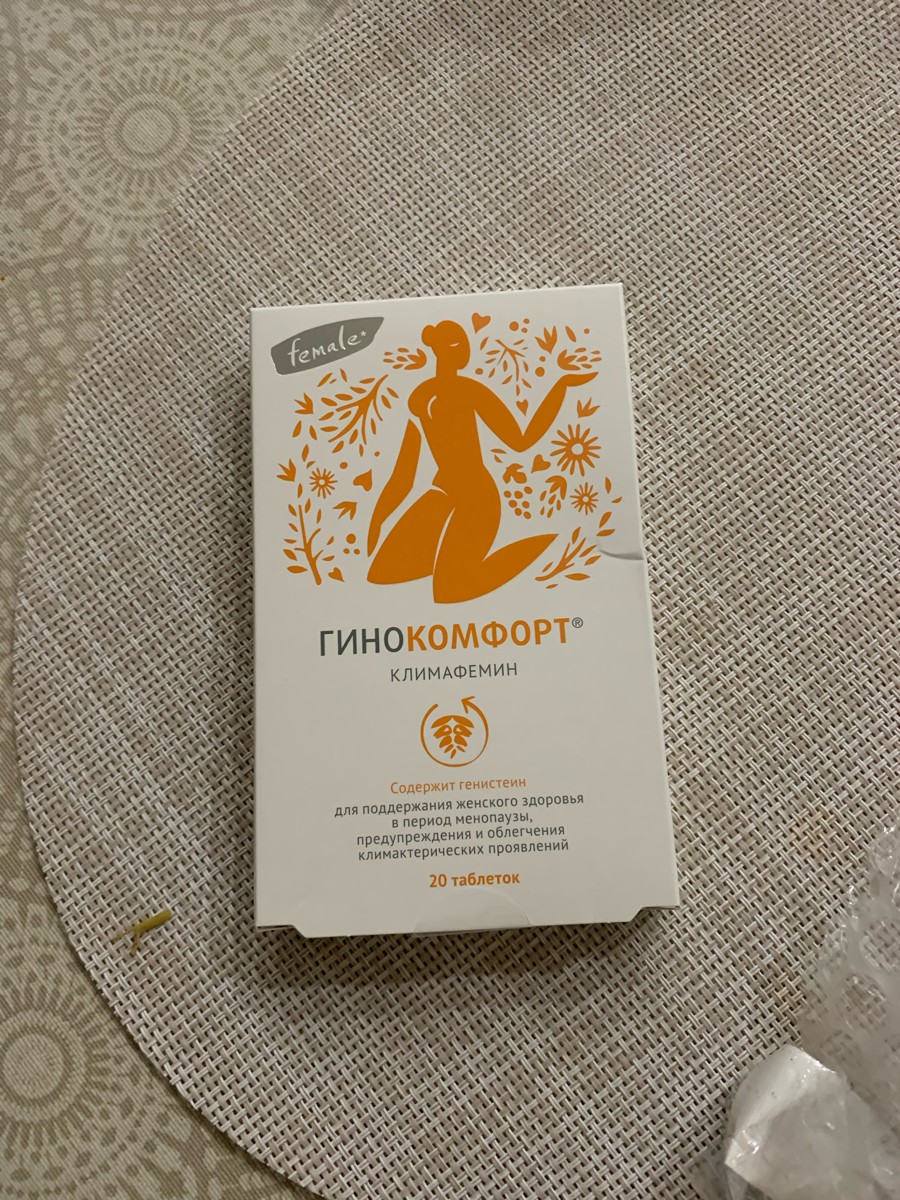 female*
ГИНОКОМФОРТ®
КЛИМАФЕМИН
Содержит генистеин
для поддержания женского здоровья
в период менопаузы,
предупреждения и облегчения
климактерических проявлений
20 таблеток